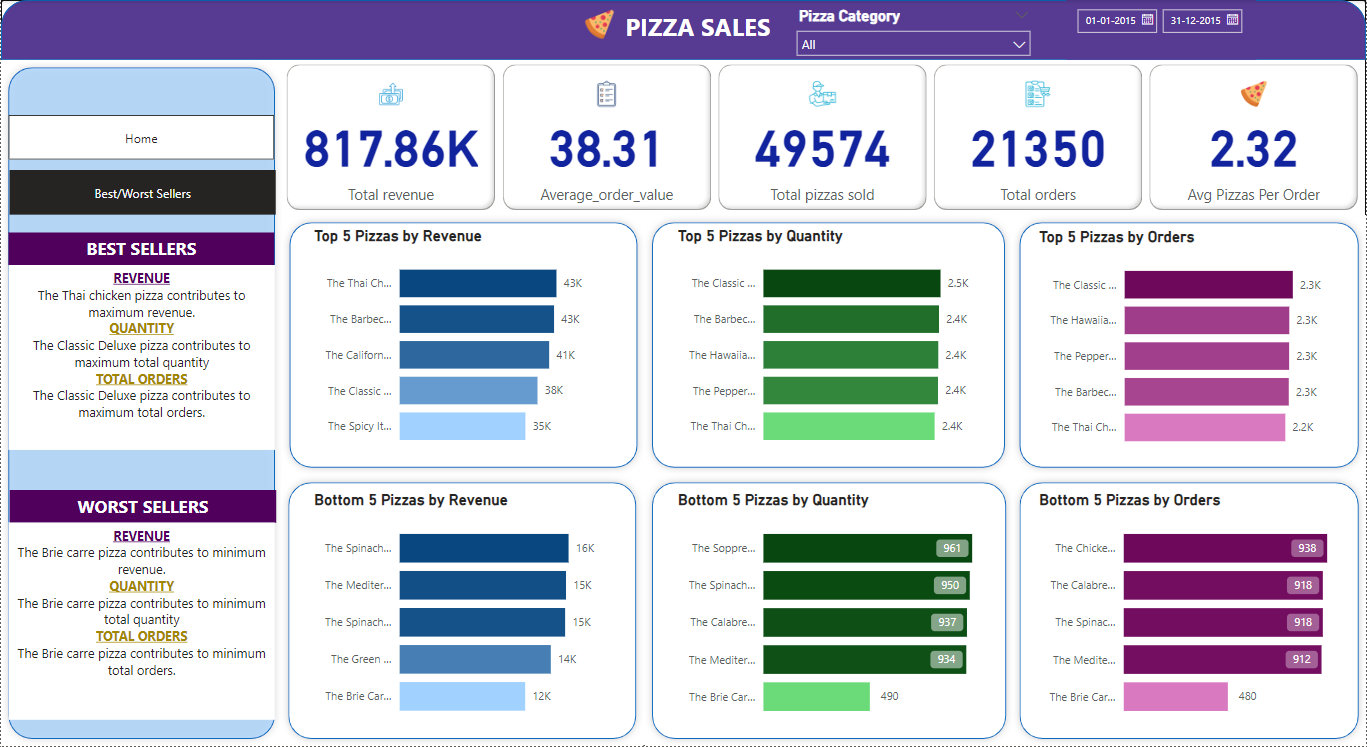 PIZZA SALES
Pizza Category
All
01-01-2015
31-12-2015
Home
Best/Worst Sellers
BEST SELLERS
REVENUE
The Thai chicken pizza contributes to
maximum revenue.
QUANTITY
The Classic Deluxe pizza contributes to
maximum total quantity
TOTAL ORDERS
The Classic Deluxe pizza contributes to
maximum total orders.
WORST SELLERS
REVENUE
The Brie carre pizza contributes to minimum
revenue.
QUANTITY
The Brie carre pizza contributes to minimum
total quantity
TOTAL ORDERS
The Brie carre pizza contributes to minimum
total orders.
817.86K
Total revenue
38.31
Average_order_value
49574
Total pizzas sold
21350
Total orders
2.32
Avg Pizzas Per Order
Top 5 Pizzas by Revenue
The Thai Ch... 43K
The Barbec... 43K
The Californ... 41K
The Classic ... 38K
The Spicy It... 35K
Top 5 Pizzas by Quantity
The Classic ... 2.5K
The Barbec... 2.4K
The Hawaiia... 2.4K
The Pepper... 2.4K
The Thai Ch... 2.4K
Top 5 Pizzas by Orders
The Classic ... 2.3K
The Hawaiia... 2.3K
The Pepper... 2.3K
The Barbec... 2.3K
The Thai Ch... 2.2K
Bottom 5 Pizzas by Revenue
The Spinach... 16K
The Mediter... 15K
The Spinach... 15K
The Green ... 14K
The Brie Car... 12K
Bottom 5 Pizzas by Quantity
The Soppre... 961
The Spinach... 950
The Calabre... 937
The Mediter... 934
The Brie Car... 490
Bottom 5 Pizzas by Orders
The Chicke... 938
The Calabre... 918
The Spinac... 918
The Medite... 912
The Brie Car... 480